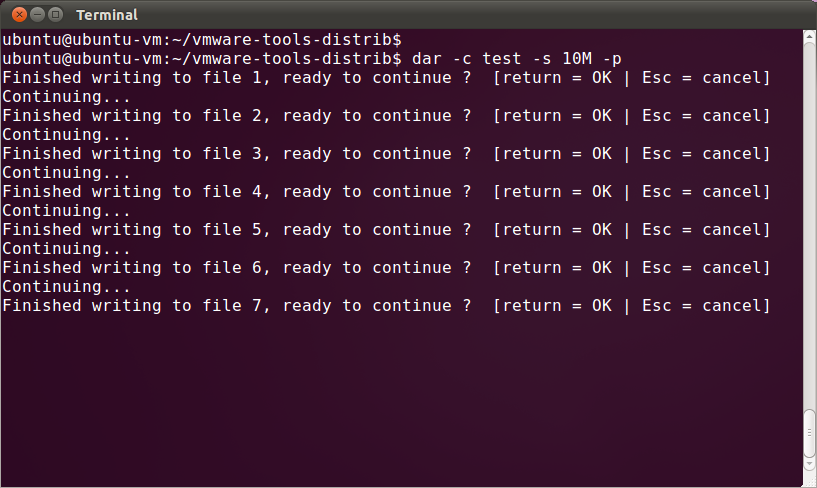 Terminal
ubuntu@ubuntu-vm:~/vmware-tools-distrib$
ubuntu@ubuntu-vm:~/vmware-tools-distrib$ dar -c test -s 10M -p
Finished writing to file 1, ready to continue ?  [return = OK | Esc = cancel]
Continuing...
Finished writing to file 2, ready to continue ?  [return = OK | Esc = cancel]
Continuing...
Finished writing to file 3, ready to continue ?  [return = OK | Esc = cancel]
Continuing...
Finished writing to file 4, ready to continue ?  [return = OK | Esc = cancel]
Continuing...
Finished writing to file 5, ready to continue ?  [return = OK | Esc = cancel]
Continuing...
Finished writing to file 6, ready to continue ?  [return = OK | Esc = cancel]
Continuing...
Finished writing to file 7, ready to continue ?  [return = OK | Esc = cancel]